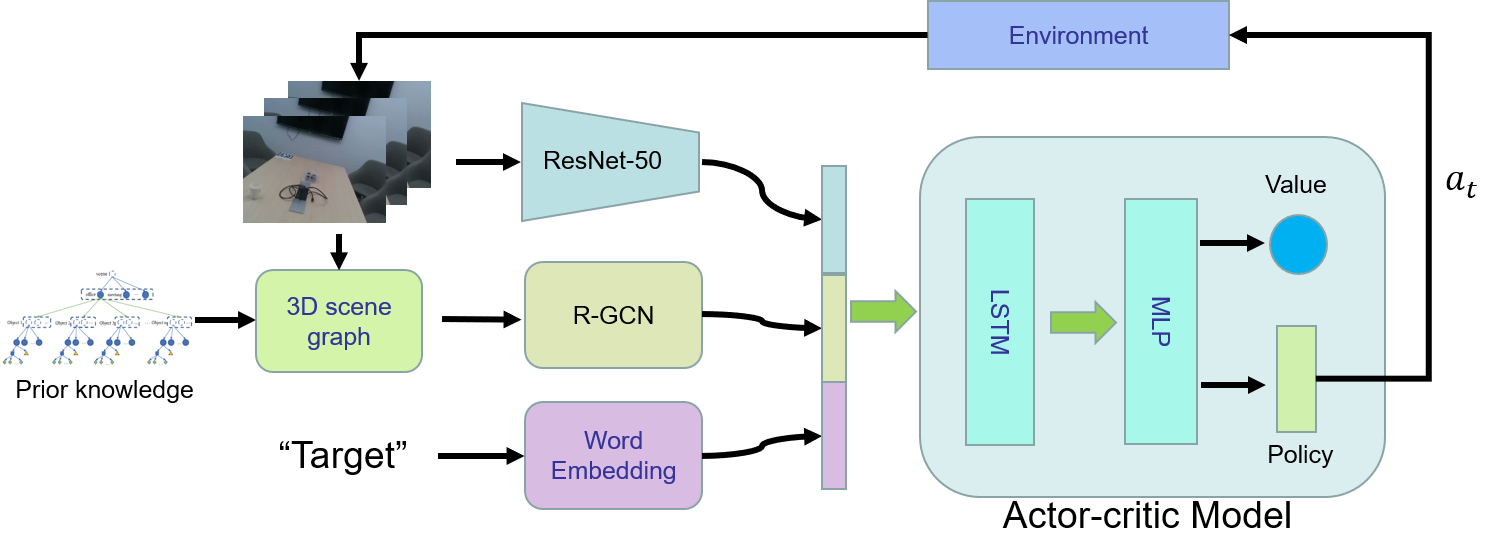 Environment
ResNet-50
Value
a_t
3D scene
graph
R-GCN
LSTM
MLP
Prior knowledge
“Target”
Word
Embedding
Policy
Actor-critic Model